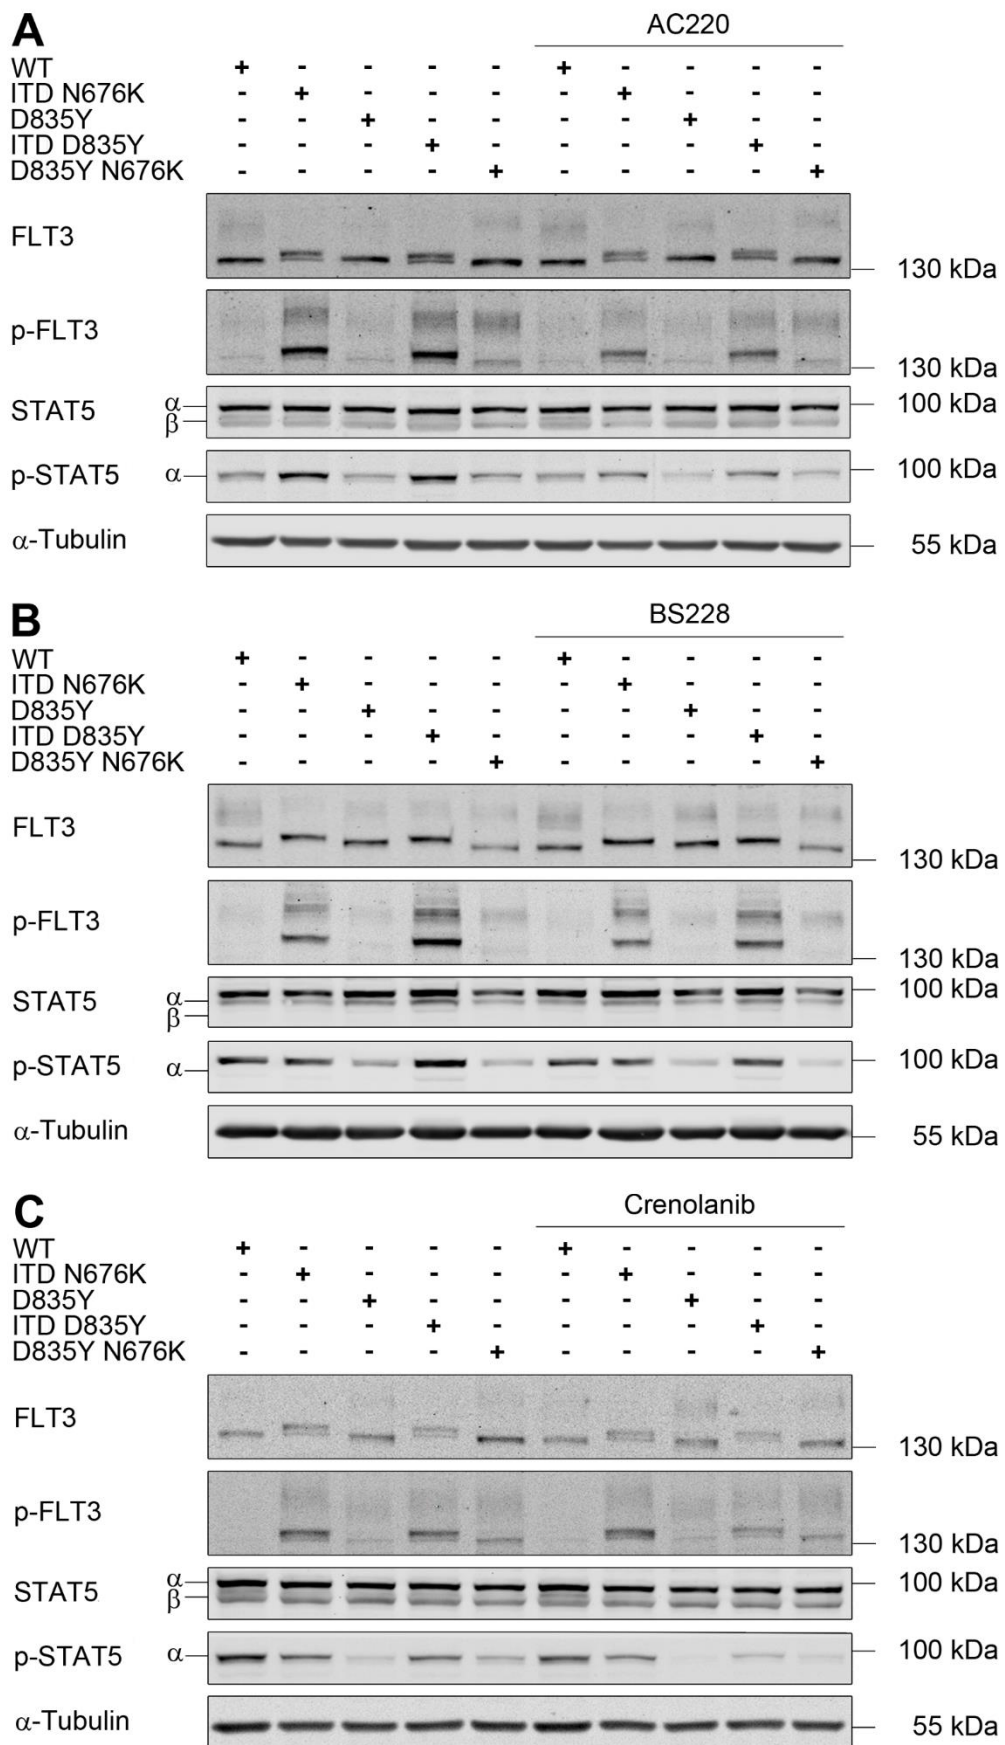 A
AC220
WT + - - - - + - - - -
ITD N676K - + - - - - + - - -
D835Y - - + - - - - + - -
ITD D835Y - - - + - - - - + -
D835Y N676K - - - - + - - - - +
FLT3
130 kDa
p-FLT3
130 kDa
STAT5 α 100 kDa
β
p-STAT5 α 100 kDa
α-Tubulin 55 kDa
B
BS228
WT + - - - - + - - - -
ITD N676K - + - - - - + - - -
D835Y - - + - - - - + - -
ITD D835Y - - - + - - - - + -
D835Y N676K - - - - + - - - - +
FLT3
130 kDa
p-FLT3
130 kDa
STAT5 α 100 kDa
β
p-STAT5 α 100 kDa
α-Tubulin 55 kDa
C
Crenolanib
WT + - - - - + - - - -
ITD N676K - + - - - - + - - -
D835Y - - + - - - - + - -
ITD D835Y - - - + - - - - + -
D835Y N676K - - - - + - - - - +
FLT3
130 kDa
p-FLT3
130 kDa
STAT5 α 100 kDa
β
p-STAT5 α 100 kDa
α-Tubulin 55 kDa